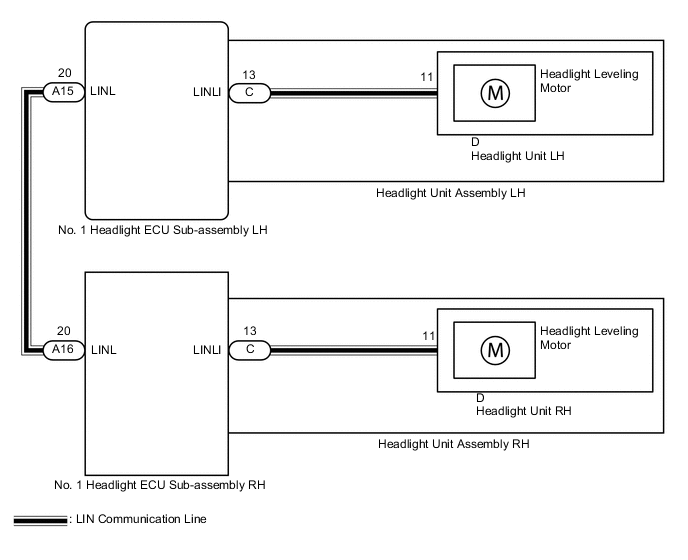 20
A15
LINL
LINLI
13
C
11
M
Headlight Leveling
Motor
D
Headlight Unit LH
Headlight Unit Assembly LH
No. 1 Headlight ECU Sub-assembly LH
20
A16
LINL
LINLI
13
C
11
M
Headlight Leveling
Motor
D
Headlight Unit RH
Headlight Unit Assembly RH
No. 1 Headlight ECU Sub-assembly RH
: LIN Communication Line